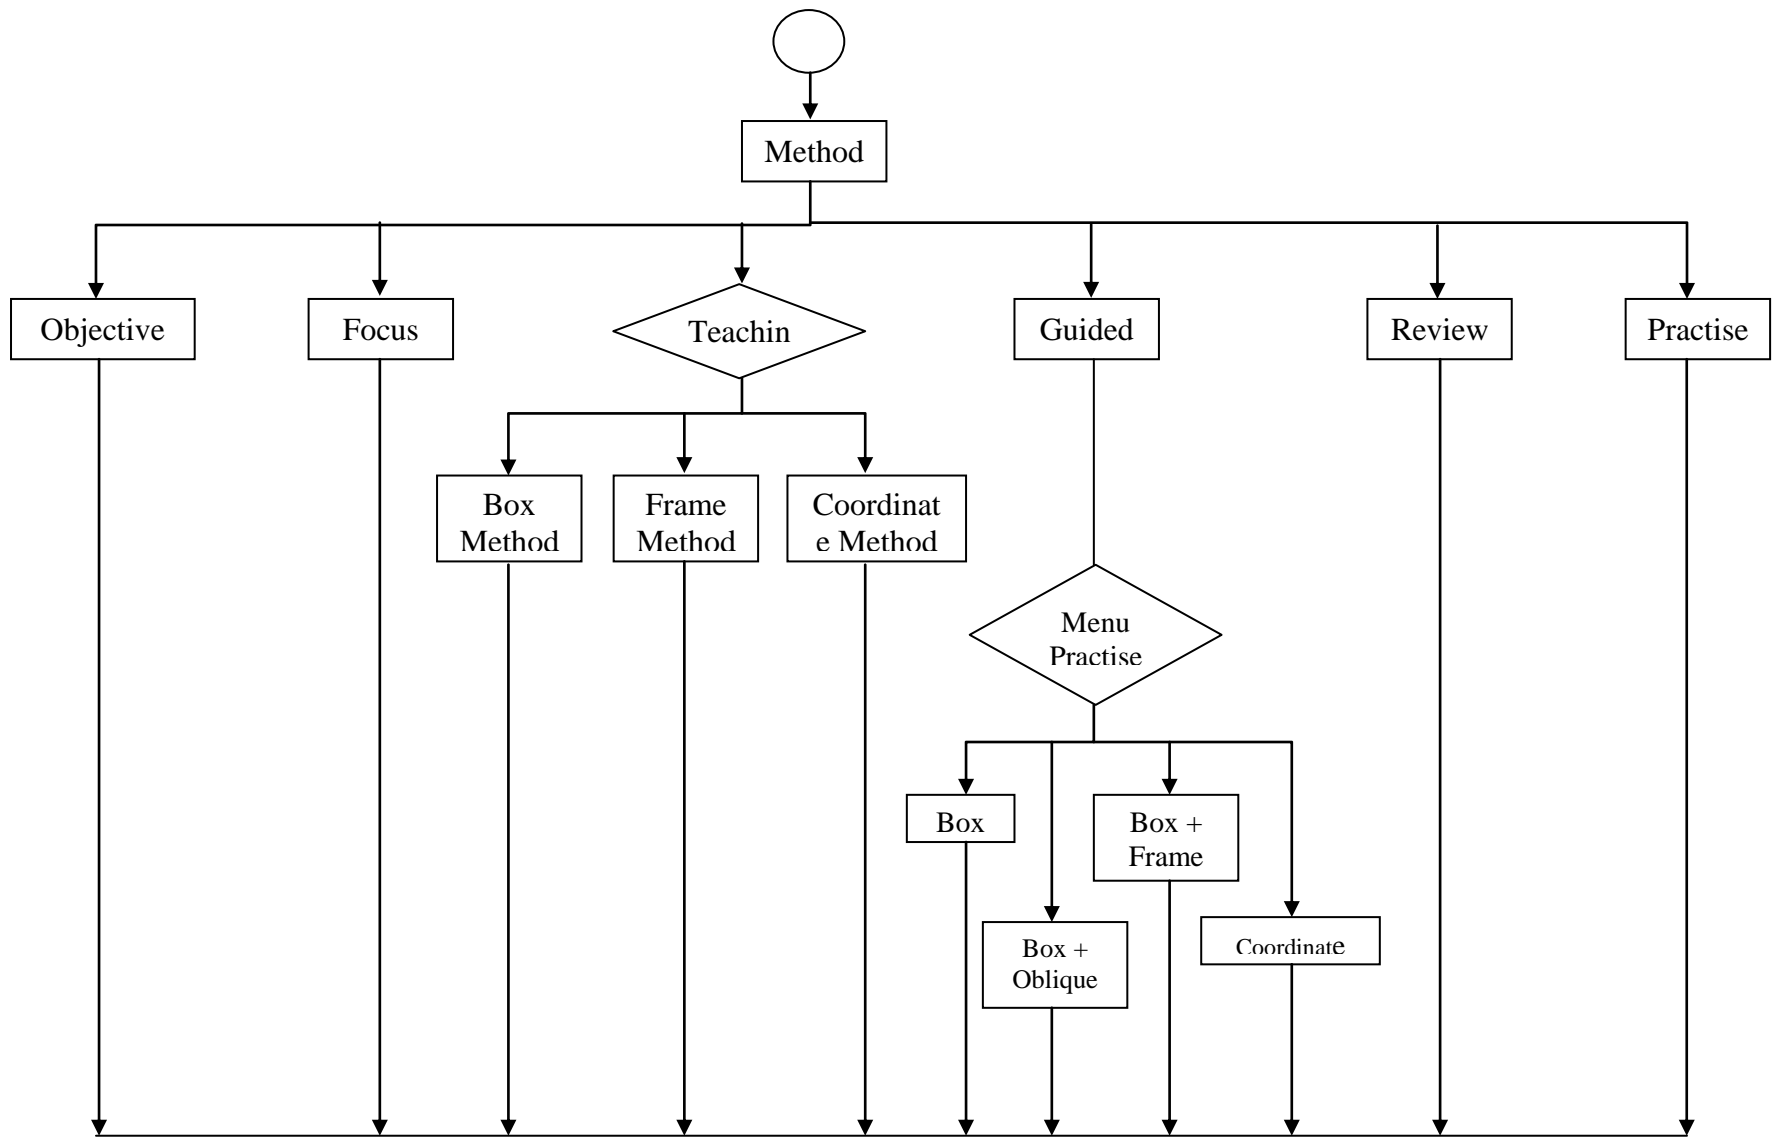 Method
Objective
Focus
Teachin
Guided
Review
Practise
Box
Method
Frame
Method
Coordinat
e Method
Menu
Practise
Box
Box +
Frame
Box +
Oblique
Coordinate